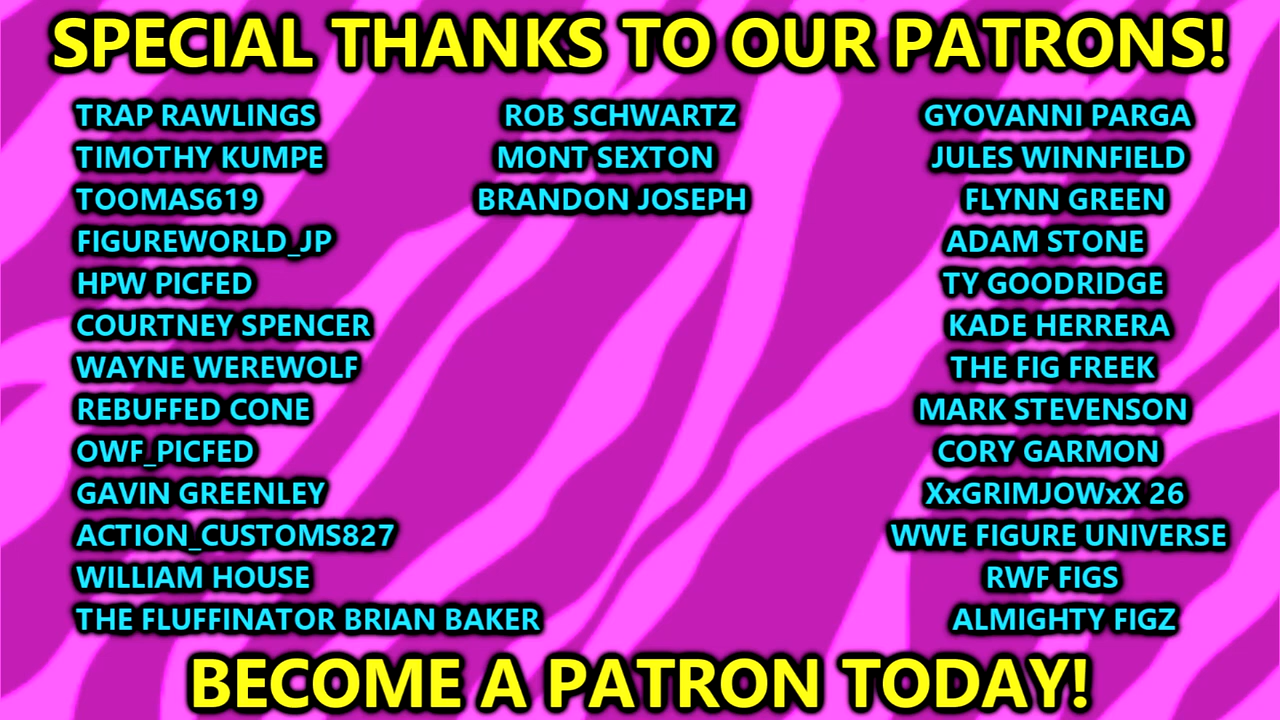 SPECIAL THANKS TO OUR PATRONS!
TRAP RAWLINGS
TIMOTHY KUMPE
TOOMAS619
FIGUREWORLD_JP
HPW PICFED
COURTNEY SPENCER
WAYNE WEREWOLF
REBUFFED CONE
OWF_PICFED
GAVIN GREENLEY
ACTION_CUSTOMS827
WILLIAM HOUSE
THE FLUFFINATOR BRIAN BAKER
ROB SCHWARTZ
MONT SEXTON
BRANDON JOSEPH
GYOVANNI PARGA
JULES WINNFIELD
FLYNN GREEN
ADAM STONE
TY GOODRIDGE
KADE HERRERA
THE FIG FREEK
MARK STEVENSON
CORY GARMON
XxGRIMJOWxX 26
WWE FIGURE UNIVERSE
RWF FIGS
ALMIGHTY FIGZ
BECOME A PATRON TODAY!